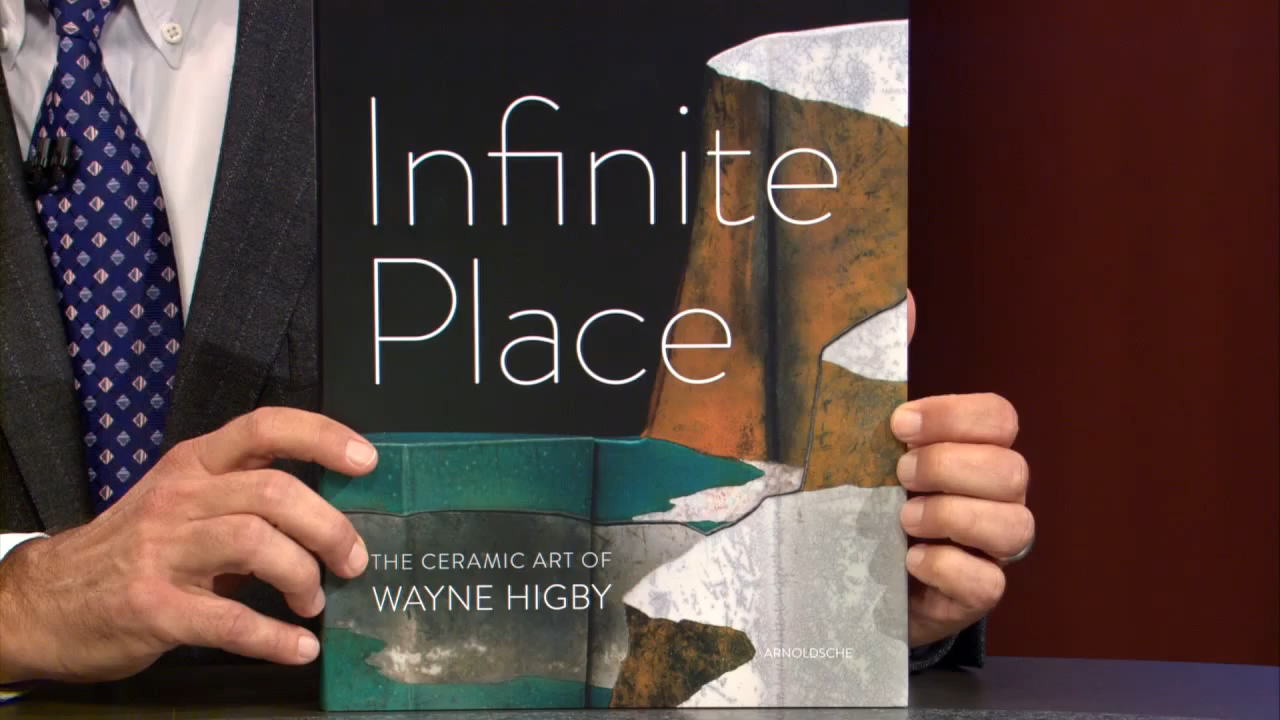 Infinite
Place
THE CERAMIC ART OF
WAYNE HIGBY
ARNOLDSCHE